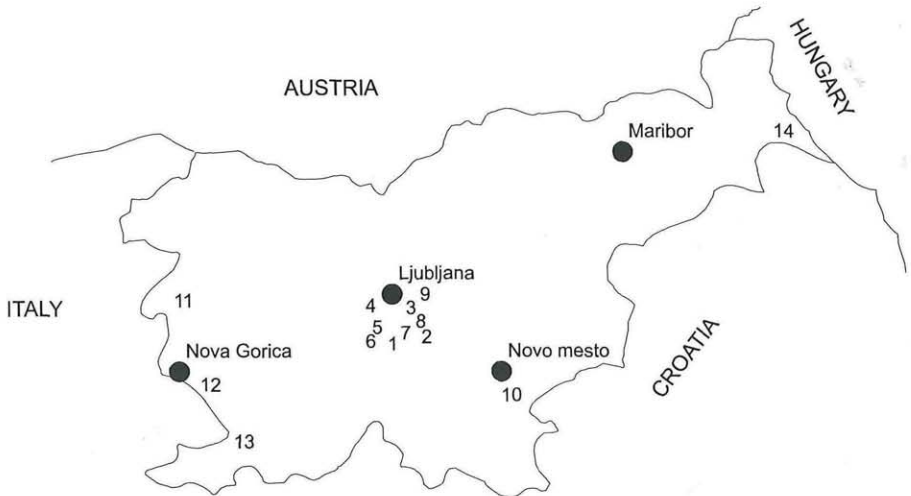 HUNGARY
AUSTRIA
Maribor
14
Ljubljana
9
4 3
ITALY
11
5 7 8
6 1 2
CROATIA
Nova Gorica
Novo mesto
12
10
13